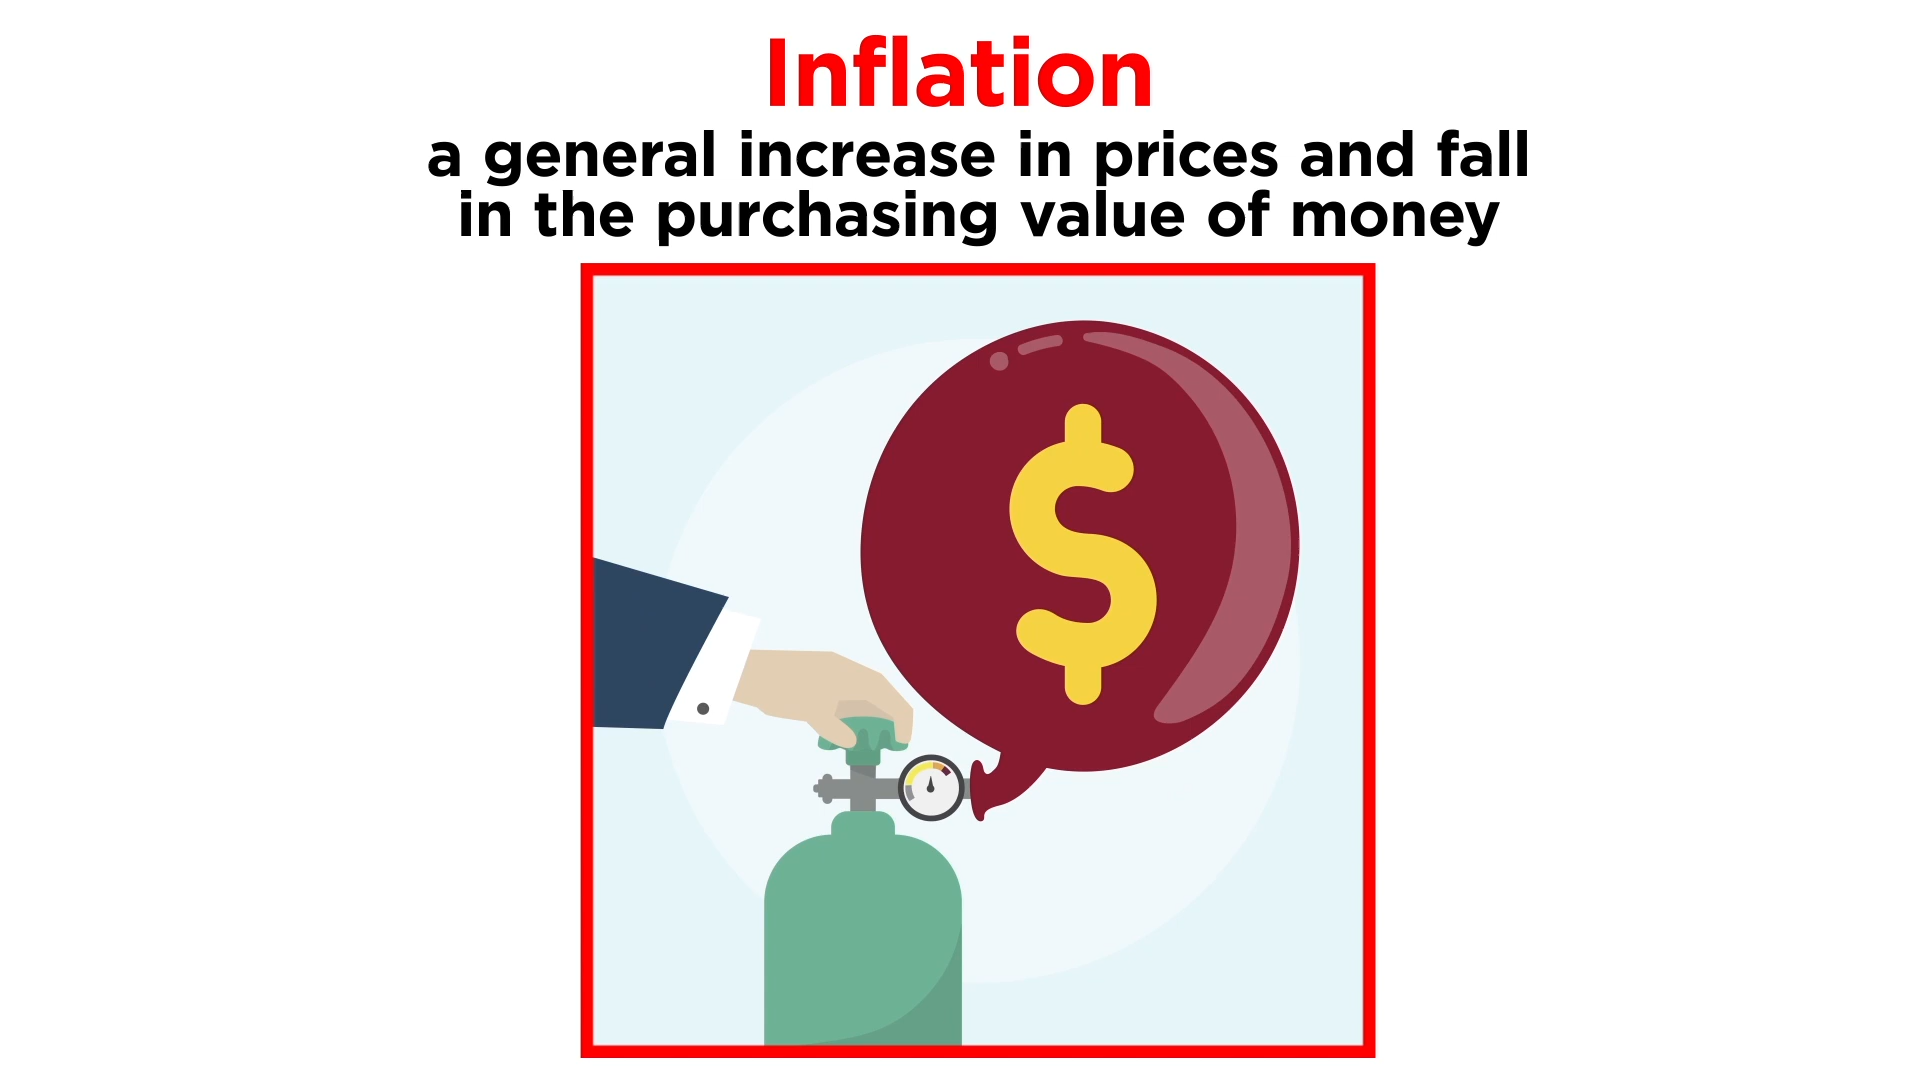 Inflation
a general increase in prices and fall
in the purchasing value of money
$